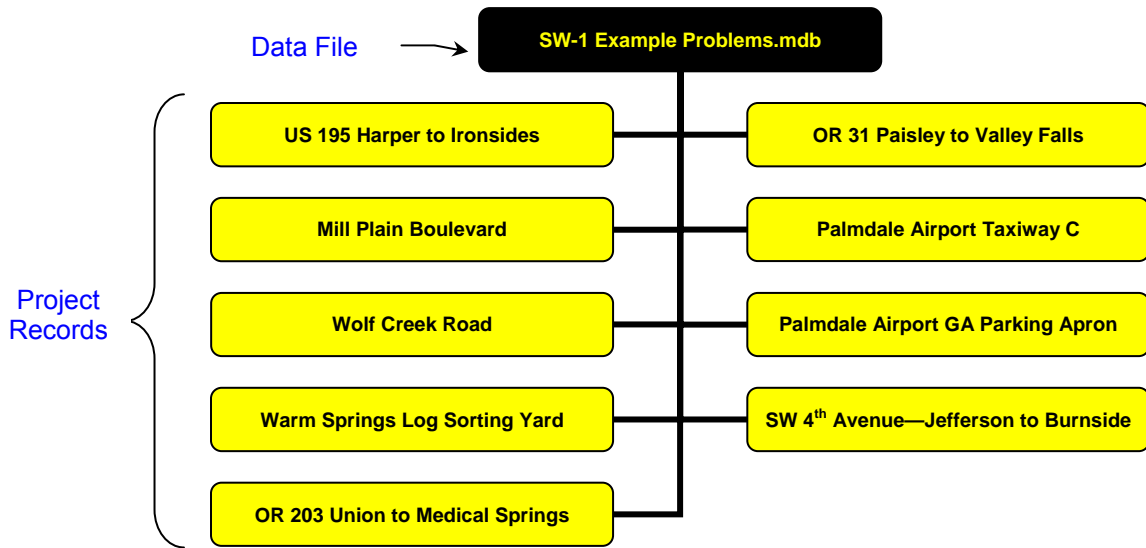 Data File
SW-1 Example Problems.mdb
Project
Records
US 195 Harper to Ironsides
OR 31 Paisley to Valley Falls
Mill Plain Boulevard
Palmdale Airport Taxiway C
Wolf Creek Road
Palmdale Airport GA Parking Apron
Warm Springs Log Sorting Yard
SW 4th Avenue—Jefferson to Burnside
OR 203 Union to Medical Springs